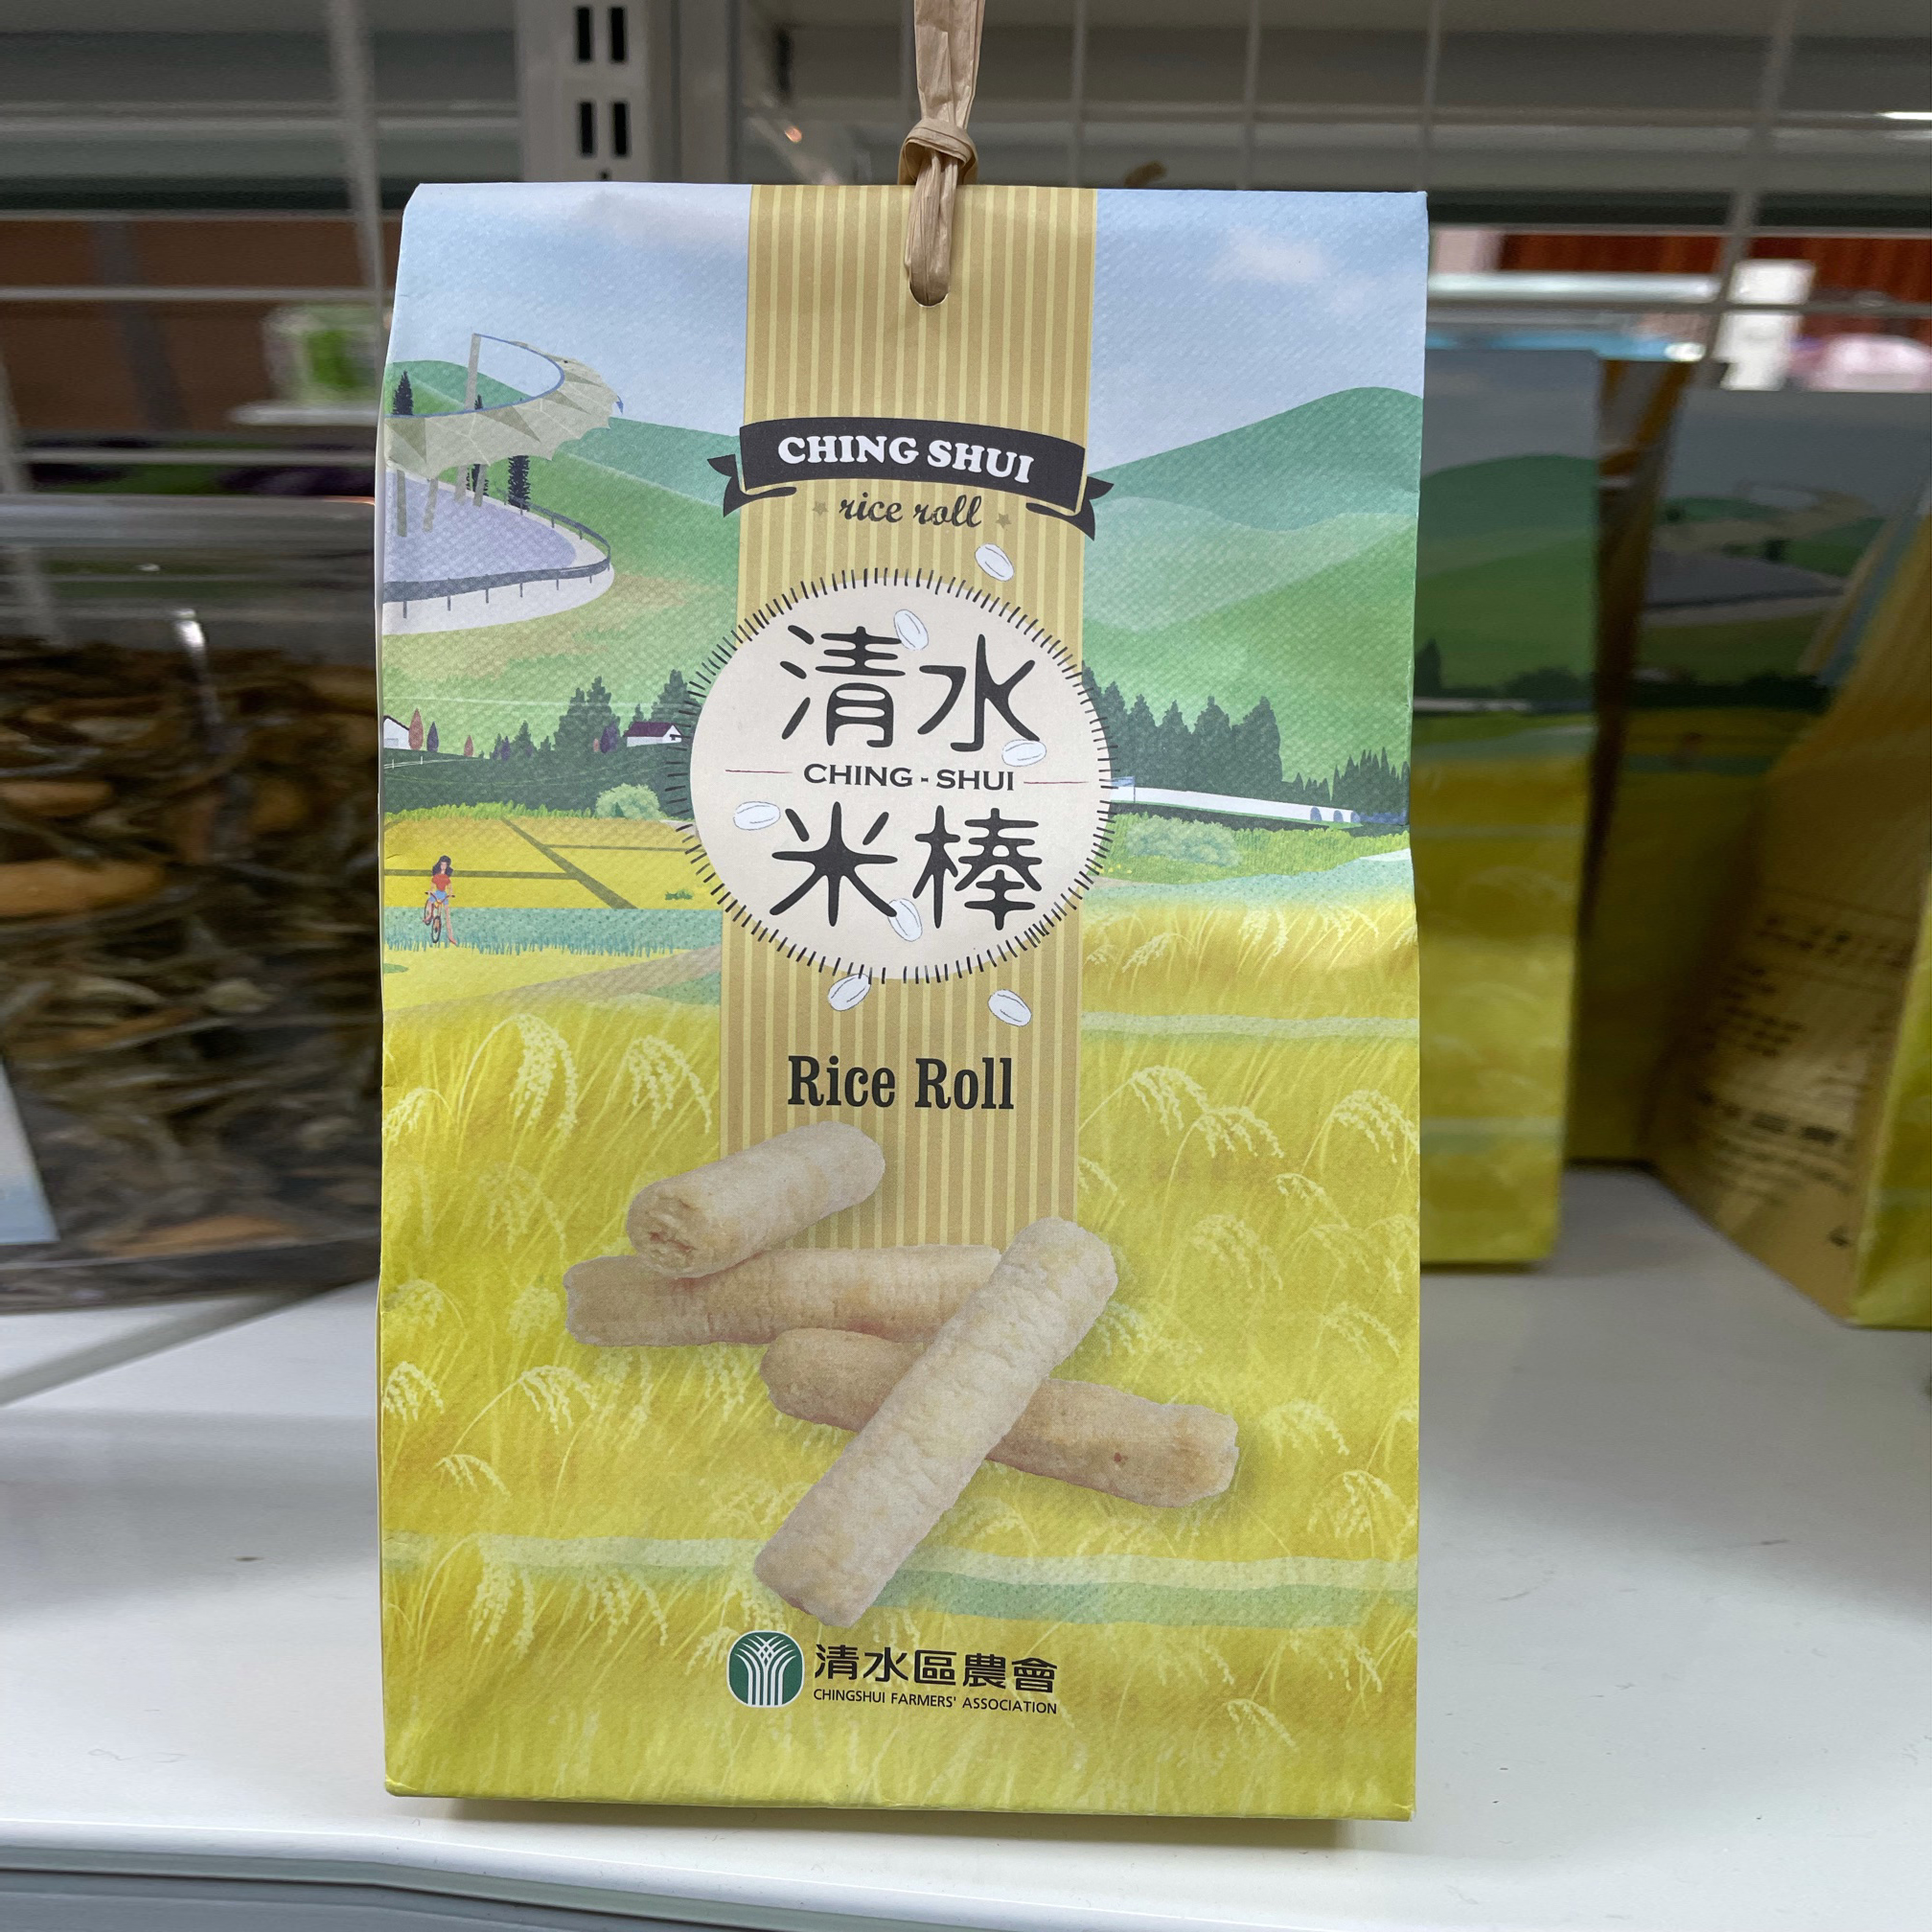 CHING SHUI
rice roll
清水
CHING - SHUI
米棒
Rice Roll
清水區農會
CHINGSHUI FARMERS' ASSOCIATION